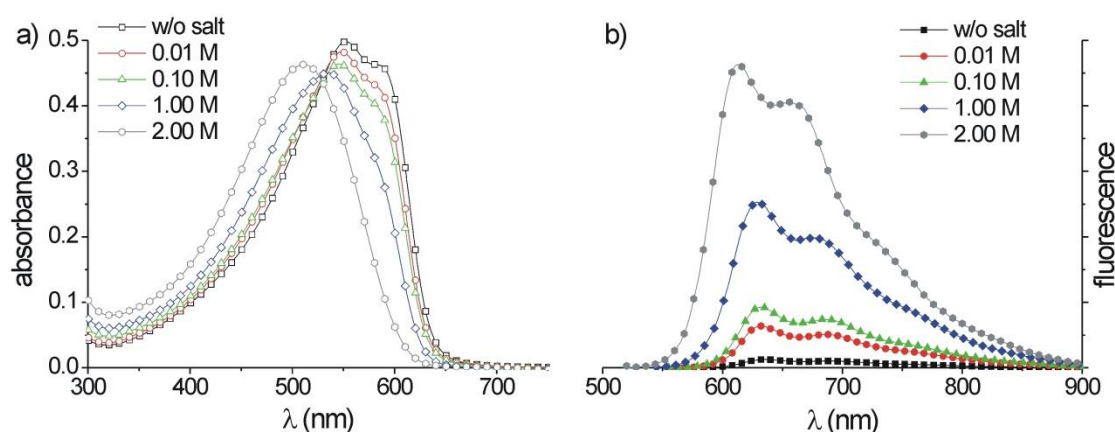 a)
w/o salt
0.01 M
0.10 M
1.00 M
2.00 M
0.5
0.4
0.3
0.2
0.1
0.0
absorbance
300 400 500 600 700
λ (nm)
b)
w/o salt
0.01 M
0.10 M
1.00 M
2.00 M
fluorescence
500 600 700 800 900
λ (nm)